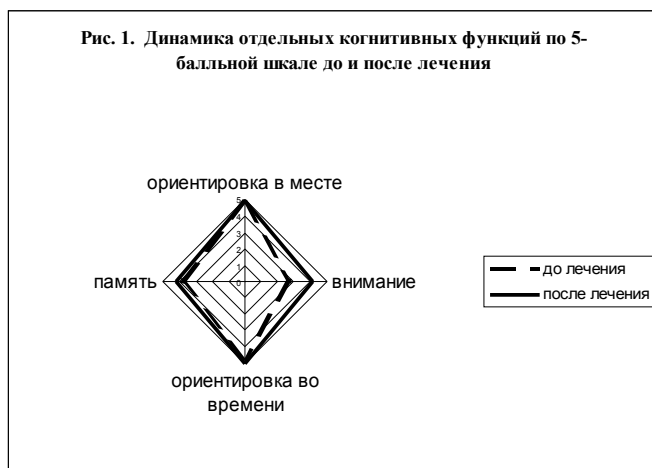 Рис. 1. Динамика отдельных когнитивных функций по 5-
балльной шкале до и после лечения
ориентировка в месте
5
4
3
2
1
0
память
внимание
ориентировка во
времени
до лечения
после лечения